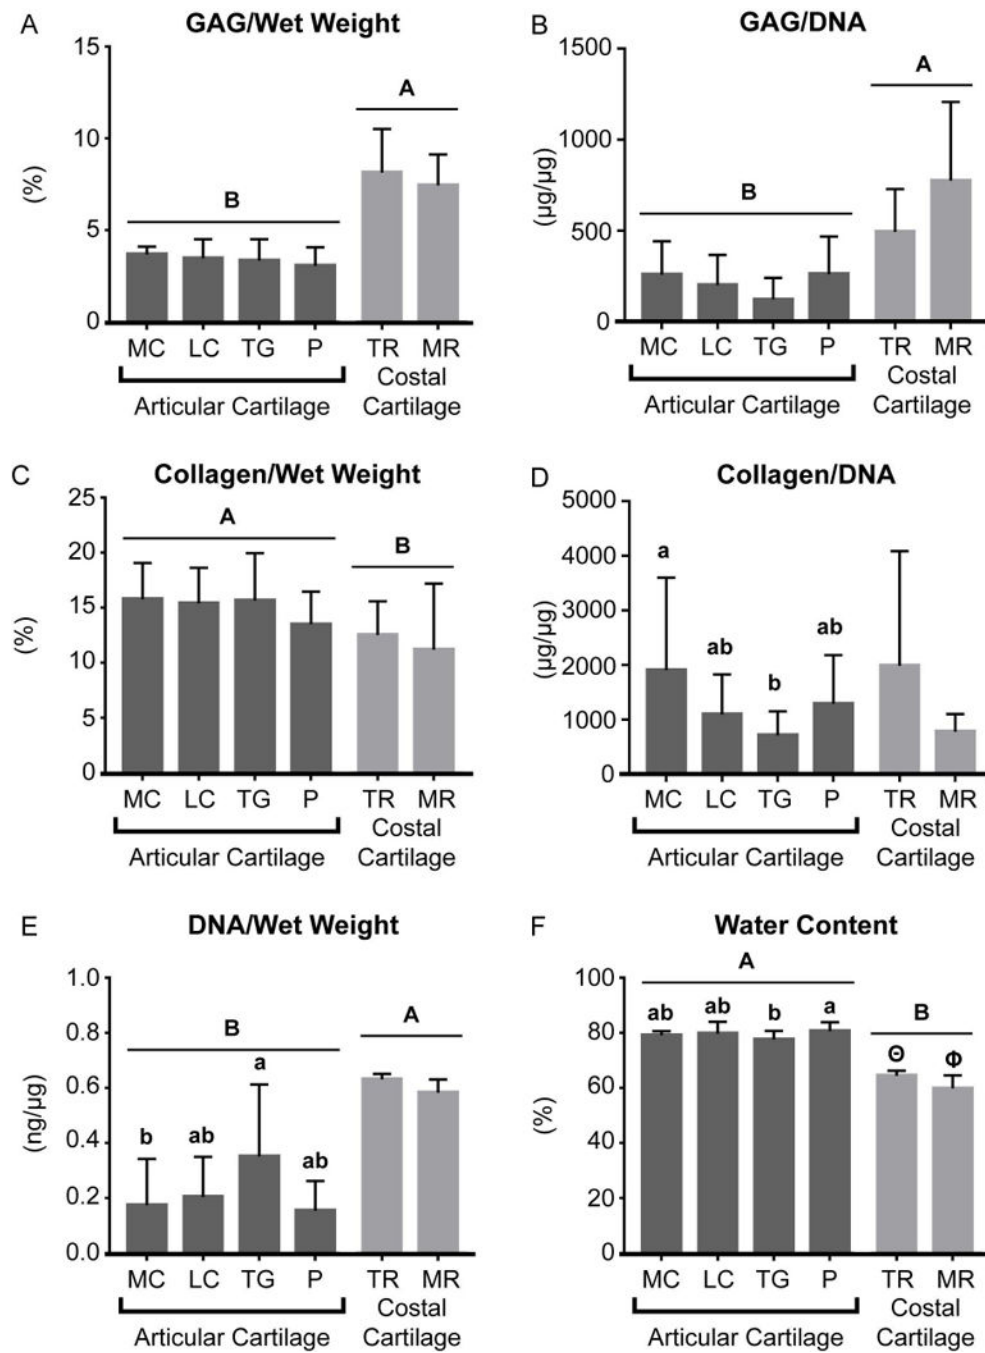 A GAG/Wet Weight
15
10
5
0
(%)
B
A
MC LC TG P TR MR
Articular Cartilage
Costal
Cartilage
B GAG/DNA
1500
1000
500
0
(µg/µg)
B
A
MC LC TG P TR MR
Articular Cartilage
Costal
Cartilage
C Collagen/Wet Weight
25
20
15
10
5
0
(%)
A
B
MC LC TG P TR MR
Articular Cartilage
Costal
Cartilage
D Collagen/DNA
5000
4000
3000
2000
1000
0
(µg/µg)
a ab b ab
MC LC TG P TR MR
Articular Cartilage
Costal
Cartilage
E DNA/Wet Weight
1.0
0.8
0.6
0.4
0.2
0.0
(ng/µg)
B
A
b ab a ab
MC LC TG P TR MR
Articular Cartilage
Costal
Cartilage
F Water Content
100
80
60
40
20
0
(%)
A
B
ab ab b a Θ Φ
MC LC TG P TR MR
Articular Cartilage
Costal
Cartilage